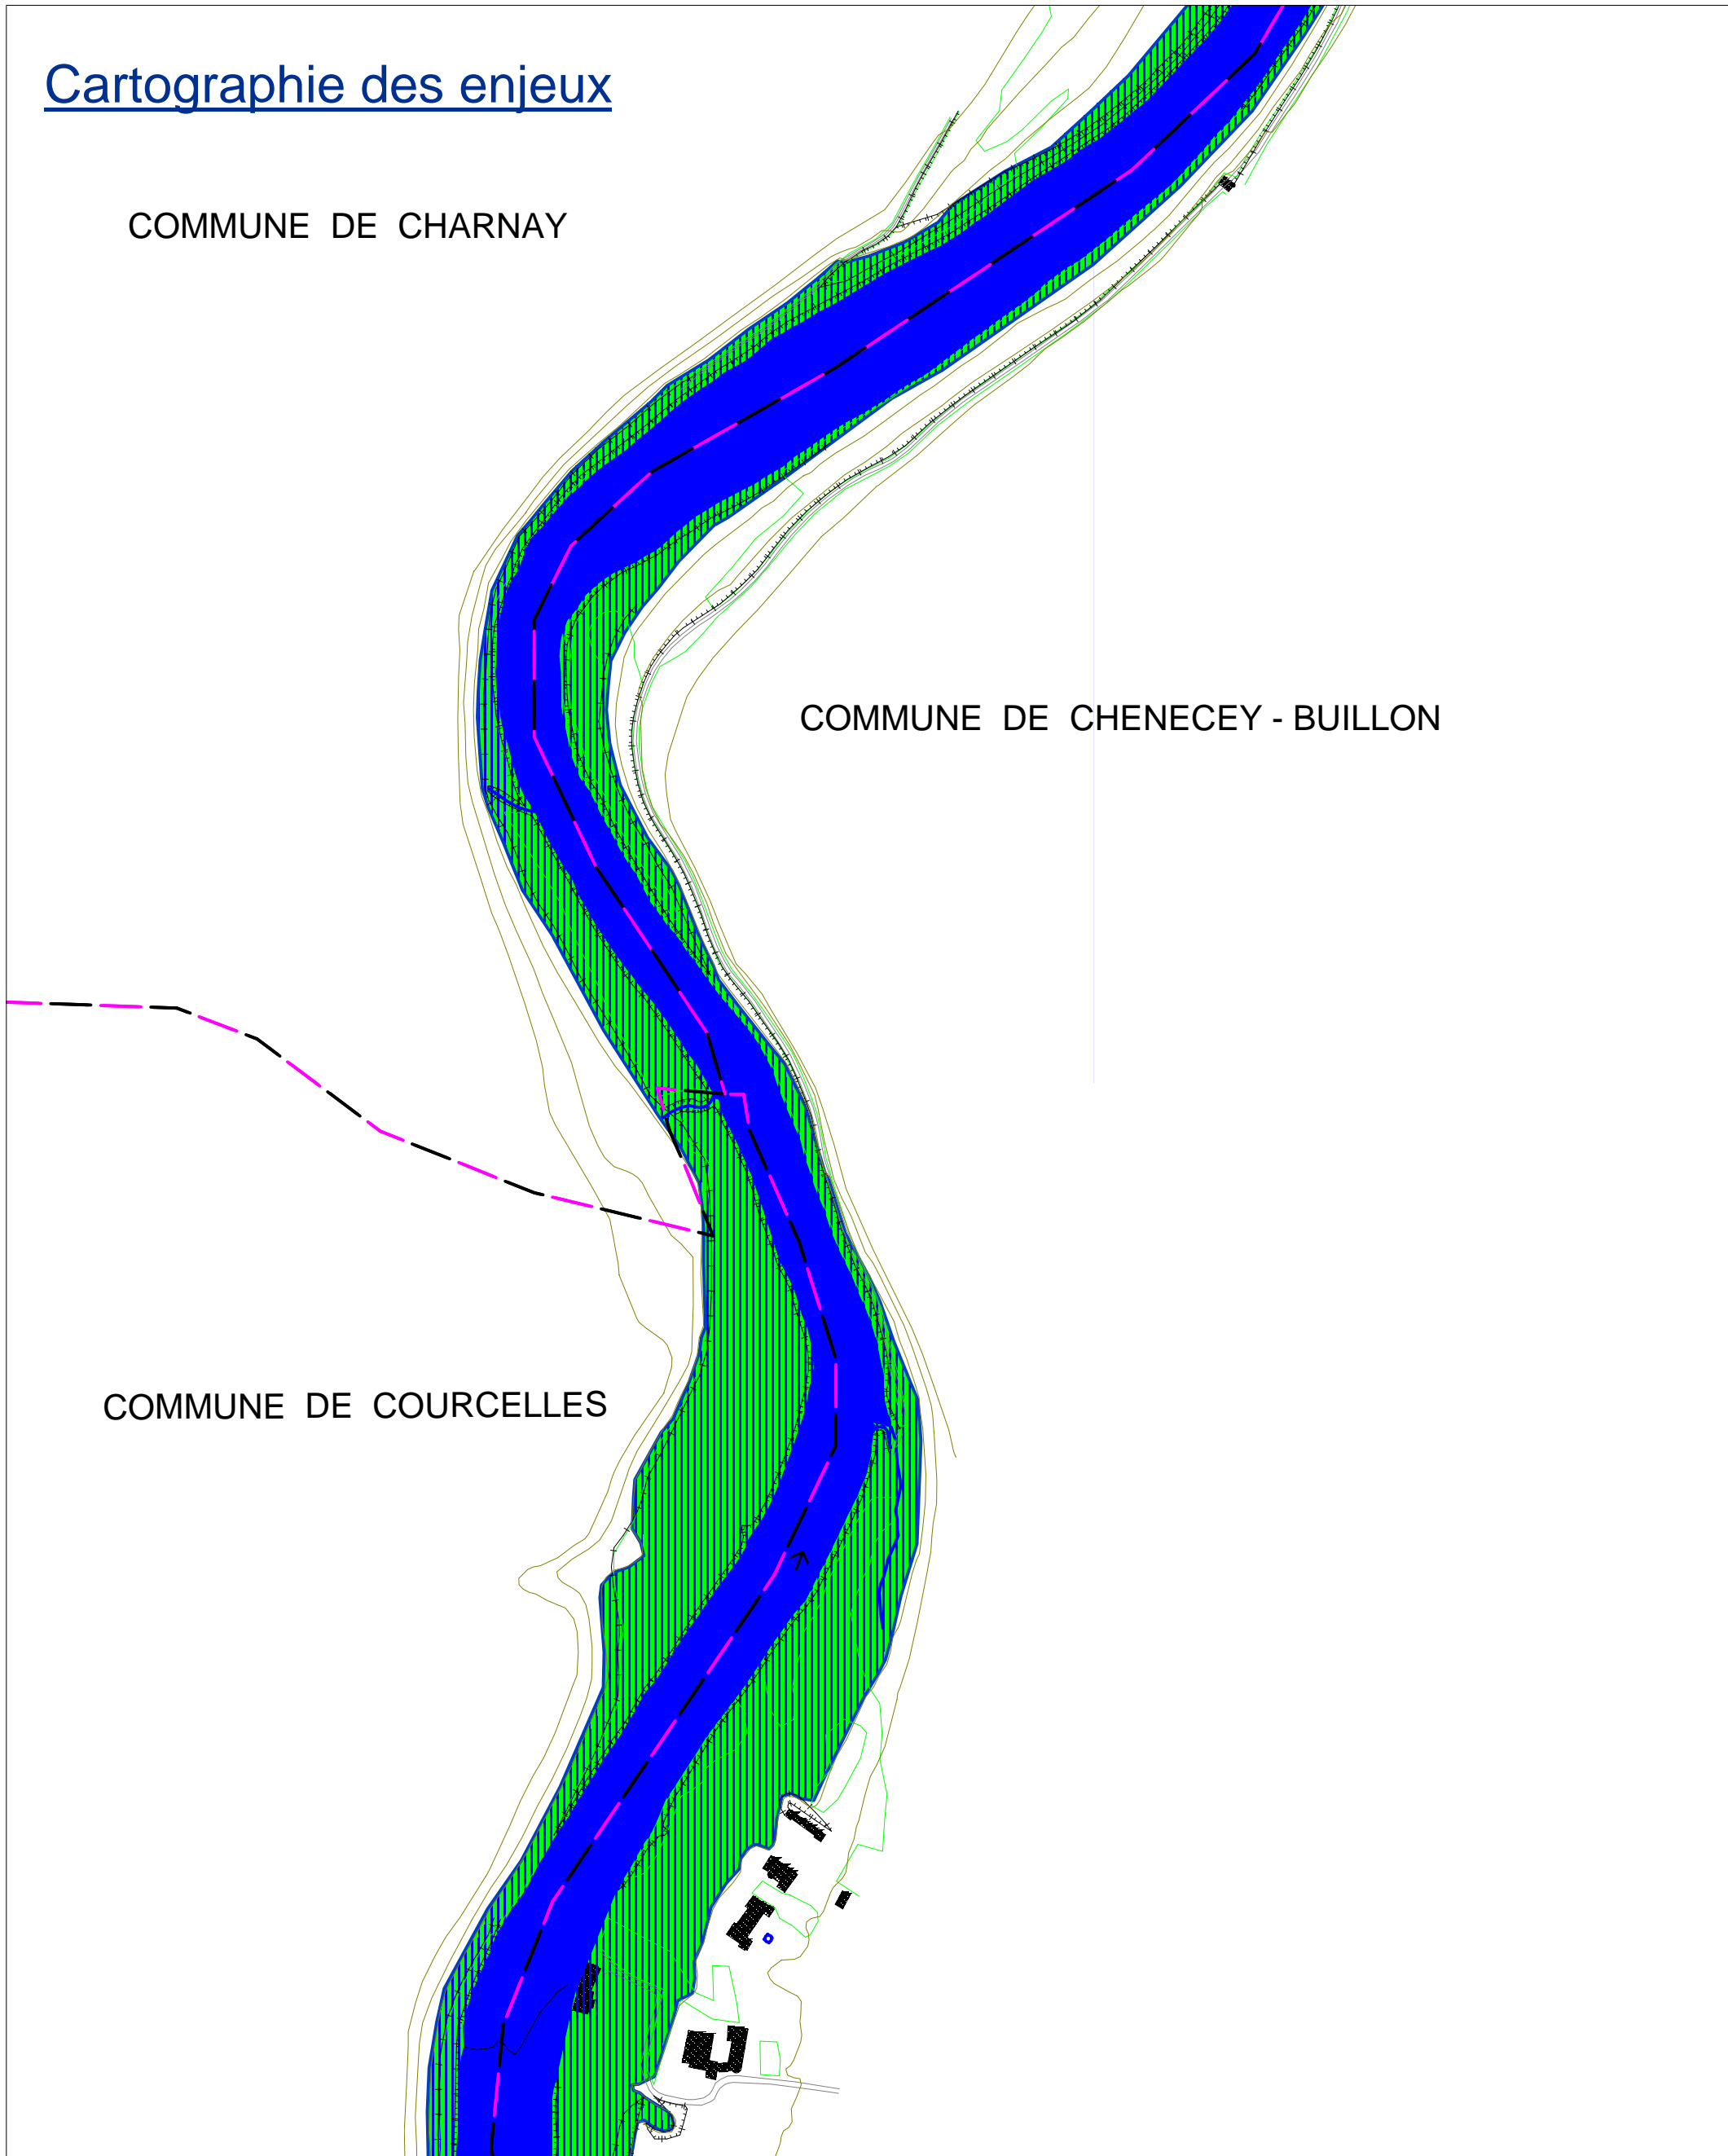 Cartographie des enjeux
COMMUNE DE CHARNAY
COMMUNE DE CHENECEY - BUILLON
COMMUNE DE COURCELLES